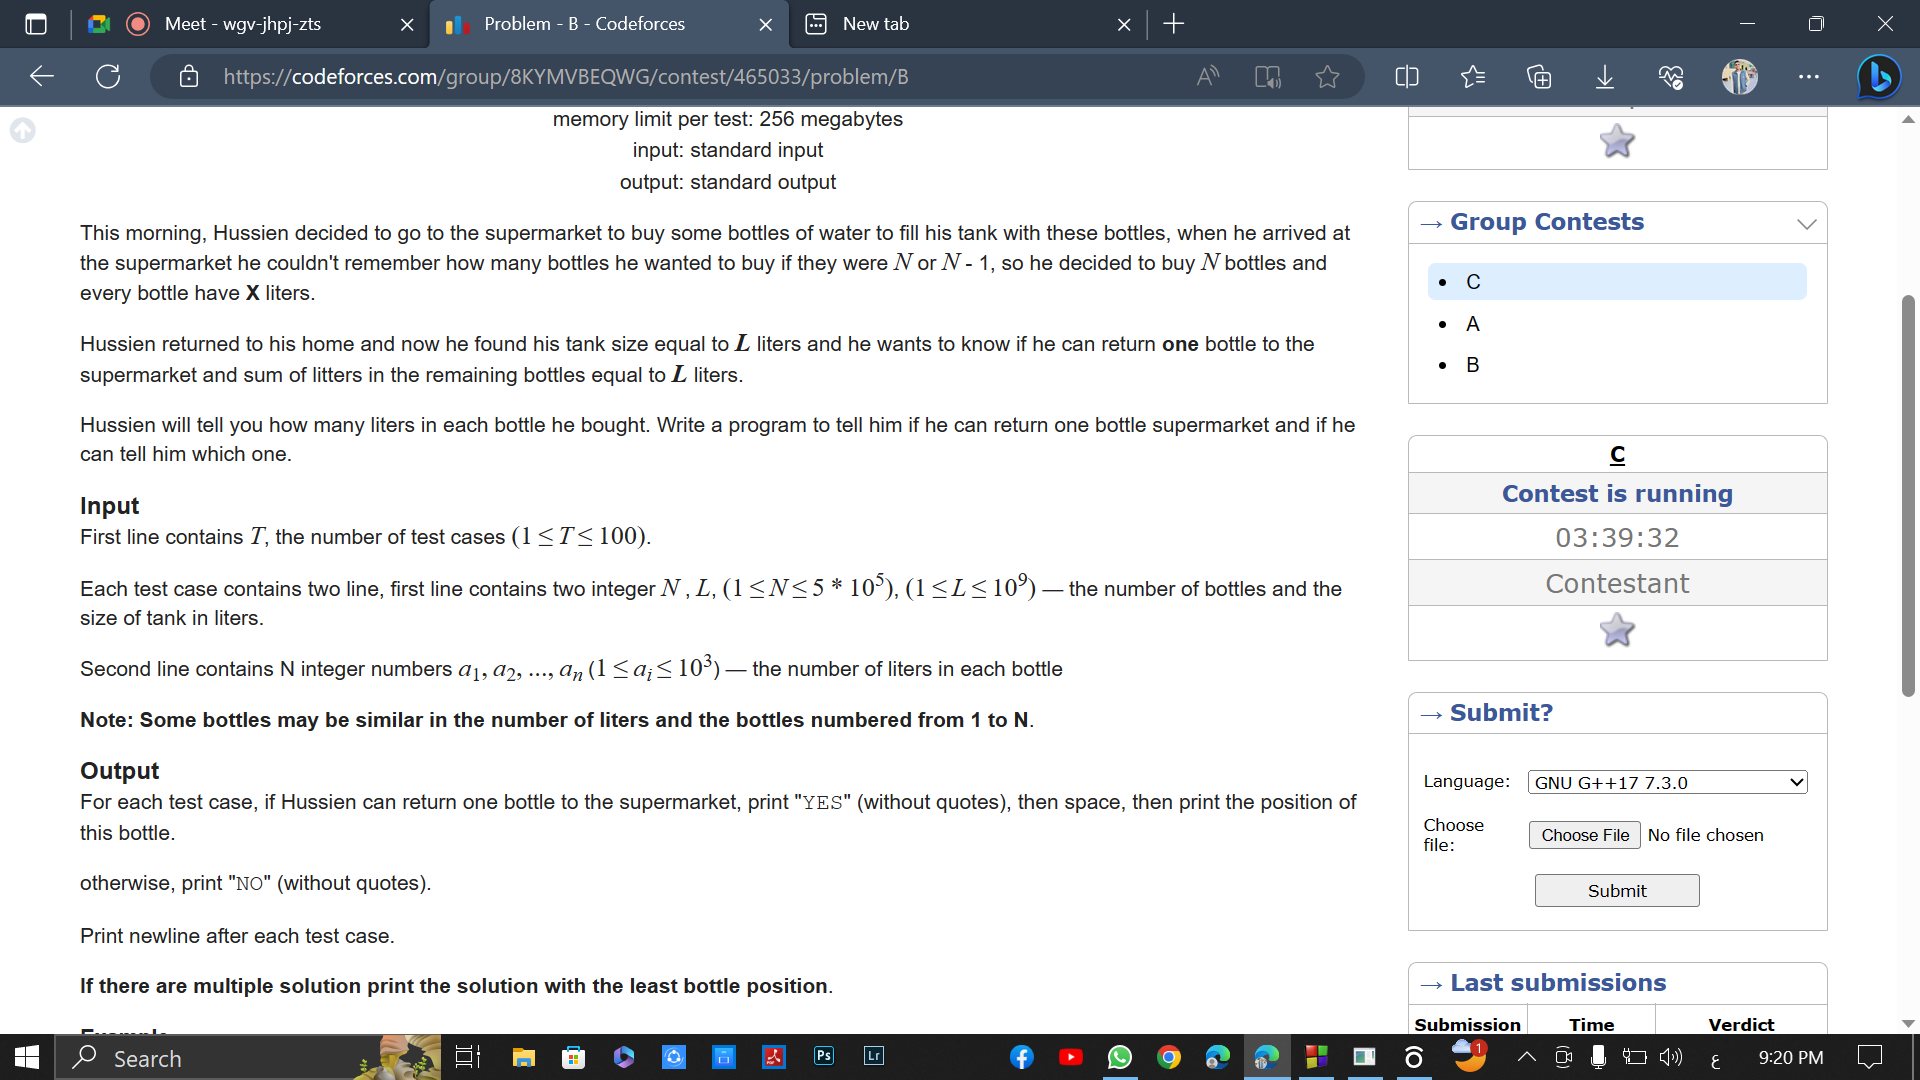 Meet - wgv-jhpj-zts
Problem - B - Codeforces
New tab
https://codeforces.com/group/8KYMVBEQWG/contest/465033/problem/B
memory limit per test: 256 megabytes
input: standard input
output: standard output
This morning, Hussien decided to go to the supermarket to buy some bottles of water to fill his tank with these bottles, when he arrived at
the supermarket he couldn't remember how many bottles he wanted to buy if they were N or N - 1, so he decided to buy N bottles and
every bottle have X liters.
Hussien returned to his home and now he found his tank size equal to L liters and he wants to know if he can return one bottle to the
supermarket and sum of litters in the remaining bottles equal to L liters.
Hussien will tell you how many liters in each bottle he bought. Write a program to tell him if he can return one bottle supermarket and if he
can tell him which one.
Input
First line contains T, the number of test cases (1 ≤ T ≤ 100).
Each test case contains two line, first line contains two integer N , L, (1 ≤ N ≤ 5 * 10^5), (1 ≤ L ≤ 10^9) — the number of bottles and the
size of tank in liters.
Second line contains N integer numbers a1, a2, ..., an (1 ≤ ai ≤ 10^3) — the number of liters in each bottle
Note: Some bottles may be similar in the number of liters and the bottles numbered from 1 to N.
Output
For each test case, if Hussien can return one bottle to the supermarket, print "YES" (without quotes), then space, then print the position of
this bottle.
otherwise, print "NO" (without quotes).
Print newline after each test case.
If there are multiple solution print the solution with the least bottle position.
→ Group Contests
• C
• A
• B
C
Contest is running
03:39:32
Contestant
→ Submit?
Language: GNU G++17 7.3.0
Choose
file:
Choose File No file chosen
Submit
→ Last submissions
Submission Time Verdict
Search
Ps
Lr
1
ع
9:20 PM